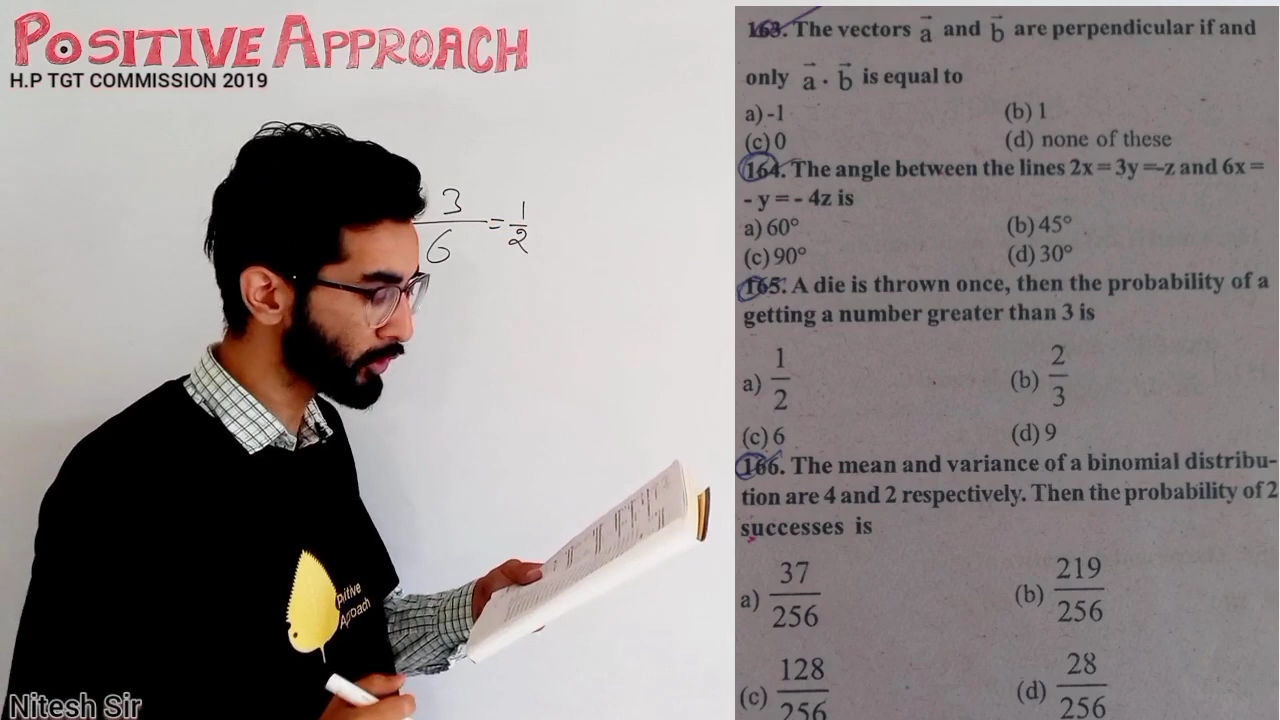 POSITIVE APPROACH
H.P TGT COMMISSION 2019
3
6
= 1/2
Positive
Approach
Nitesh Sir
163. The vectors a⃗ and b⃗ are perpendicular if and
only a⃗ . b⃗ is equal to
a) -1 (b) 1
(c) 0 (d) none of these
164. The angle between the lines 2x = 3y =-z and 6x =
- y = - 4z is
a) 60° (b) 45°
(c) 90° (d) 30°
165. A die is thrown once, then the probability of a
getting a number greater than 3 is
a) 1/2 (b) 2/3
(c) 6 (d) 9
166. The mean and variance of a binomial distribu-
tion are 4 and 2 respectively. Then the probability of 2
successes is
a) 37/256 (b) 219/256
(c) 128/256 (d) 28/256